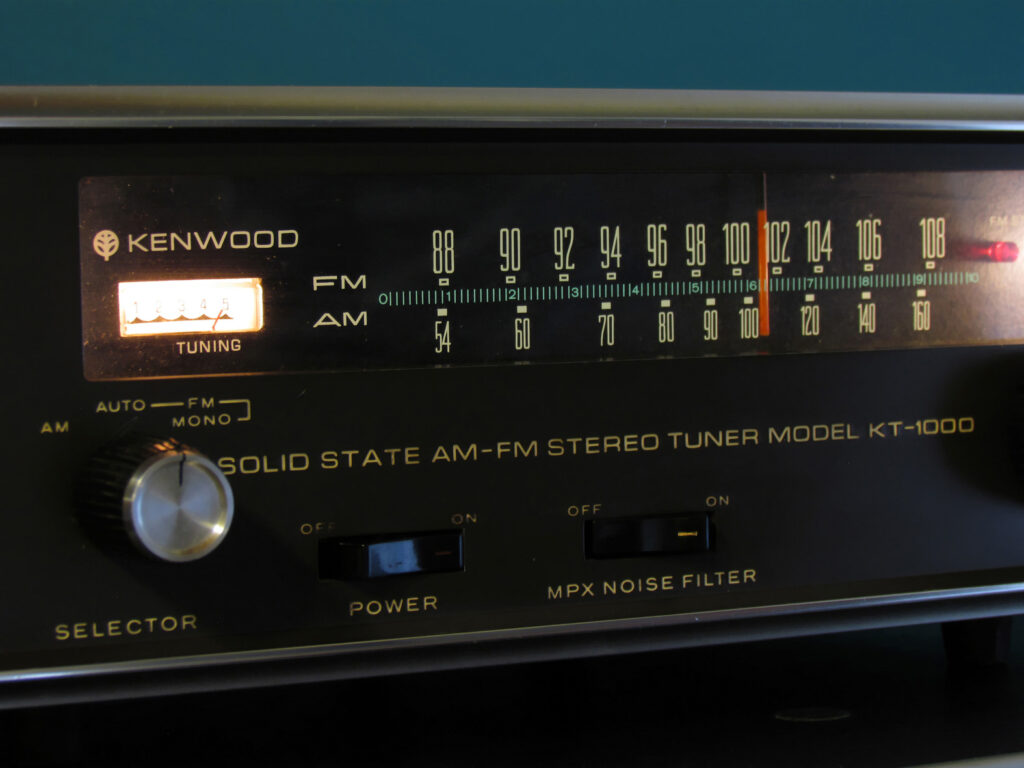 KENWOOD
1 2 3 4 5
TUNING
FM 88 90 92 94 96 98 100 102 104 106 108
0 1 2 3 4 5 6 7 8 9 10
AM 54 60 70 80 90 100 120 140 160
FM
AUTO FM
AM MONO
SOLID STATE AM-FM STEREO TUNER MODEL KT-1000
OFF ON
POWER
OFF ON
MPX NOISE FILTER
SELECTOR